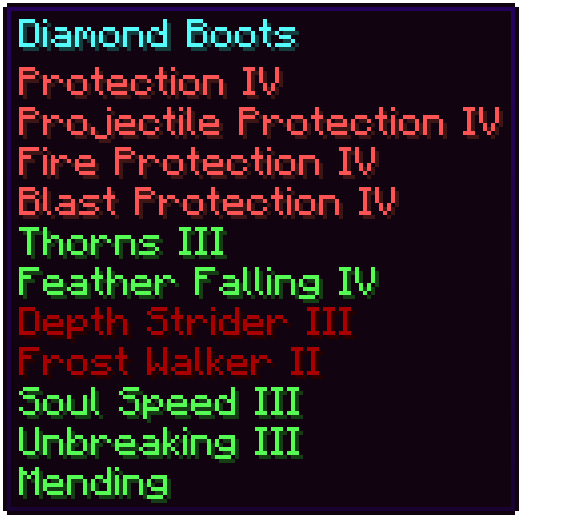 Diamond Boots
Protection IV
Projectile Protection IV
Fire Protection IV
Blast Protection IV
Thorns III
Feather Falling IV
Depth Strider III
Frost Walker II
Soul Speed III
Unbreaking III
Mending